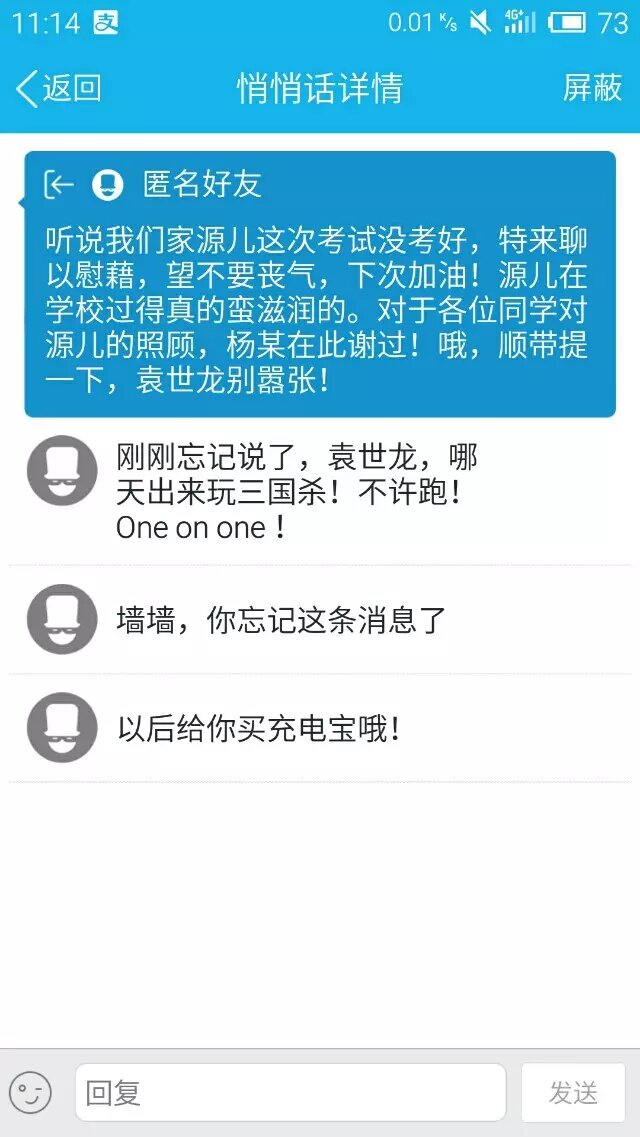 11:14 支 0.01 K/s 4G+ 73
返回 悄悄话详情 屏蔽
匿名好友
听说我们家源儿这次考试没考好，特来聊
以慰藉，望不要丧气，下次加油！源儿在
学校过得真的蛮滋润的。对于各位同学对
源儿的照顾，杨某在此谢过！哦，顺带提
一下，袁世龙别嚣张！
刚刚忘记说了，袁世龙，哪
天出来玩三国杀！不许跑！
One on one！
墙墙，你忘记这条消息了
以后给你买充电宝哦！
回复 发送